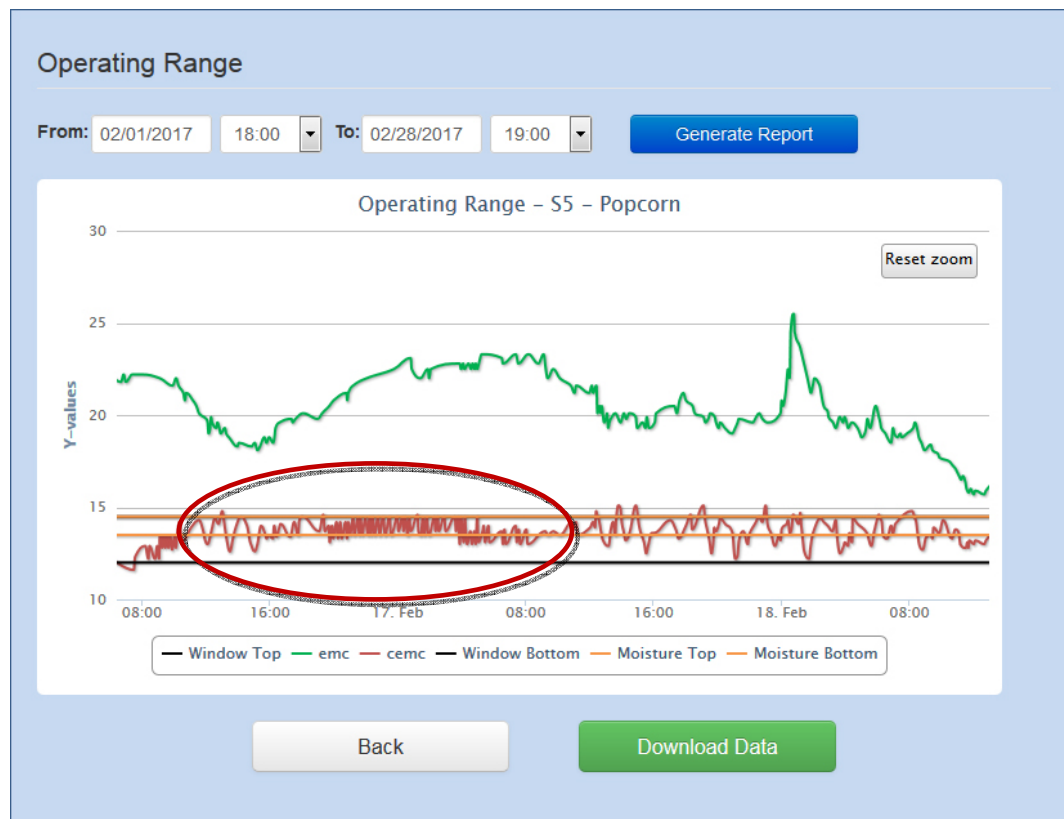 Operating Range
From: 02/01/2017 18:00 To: 02/28/2017 19:00 Generate Report
Operating Range – S5 – Popcorn
Reset zoom
Y-values
30
25
20
15
10
08:00 16:00 17. Feb 08:00 16:00 18. Feb 08:00
Window Top emc cemc Window Bottom Moisture Top Moisture Bottom
Back Download Data